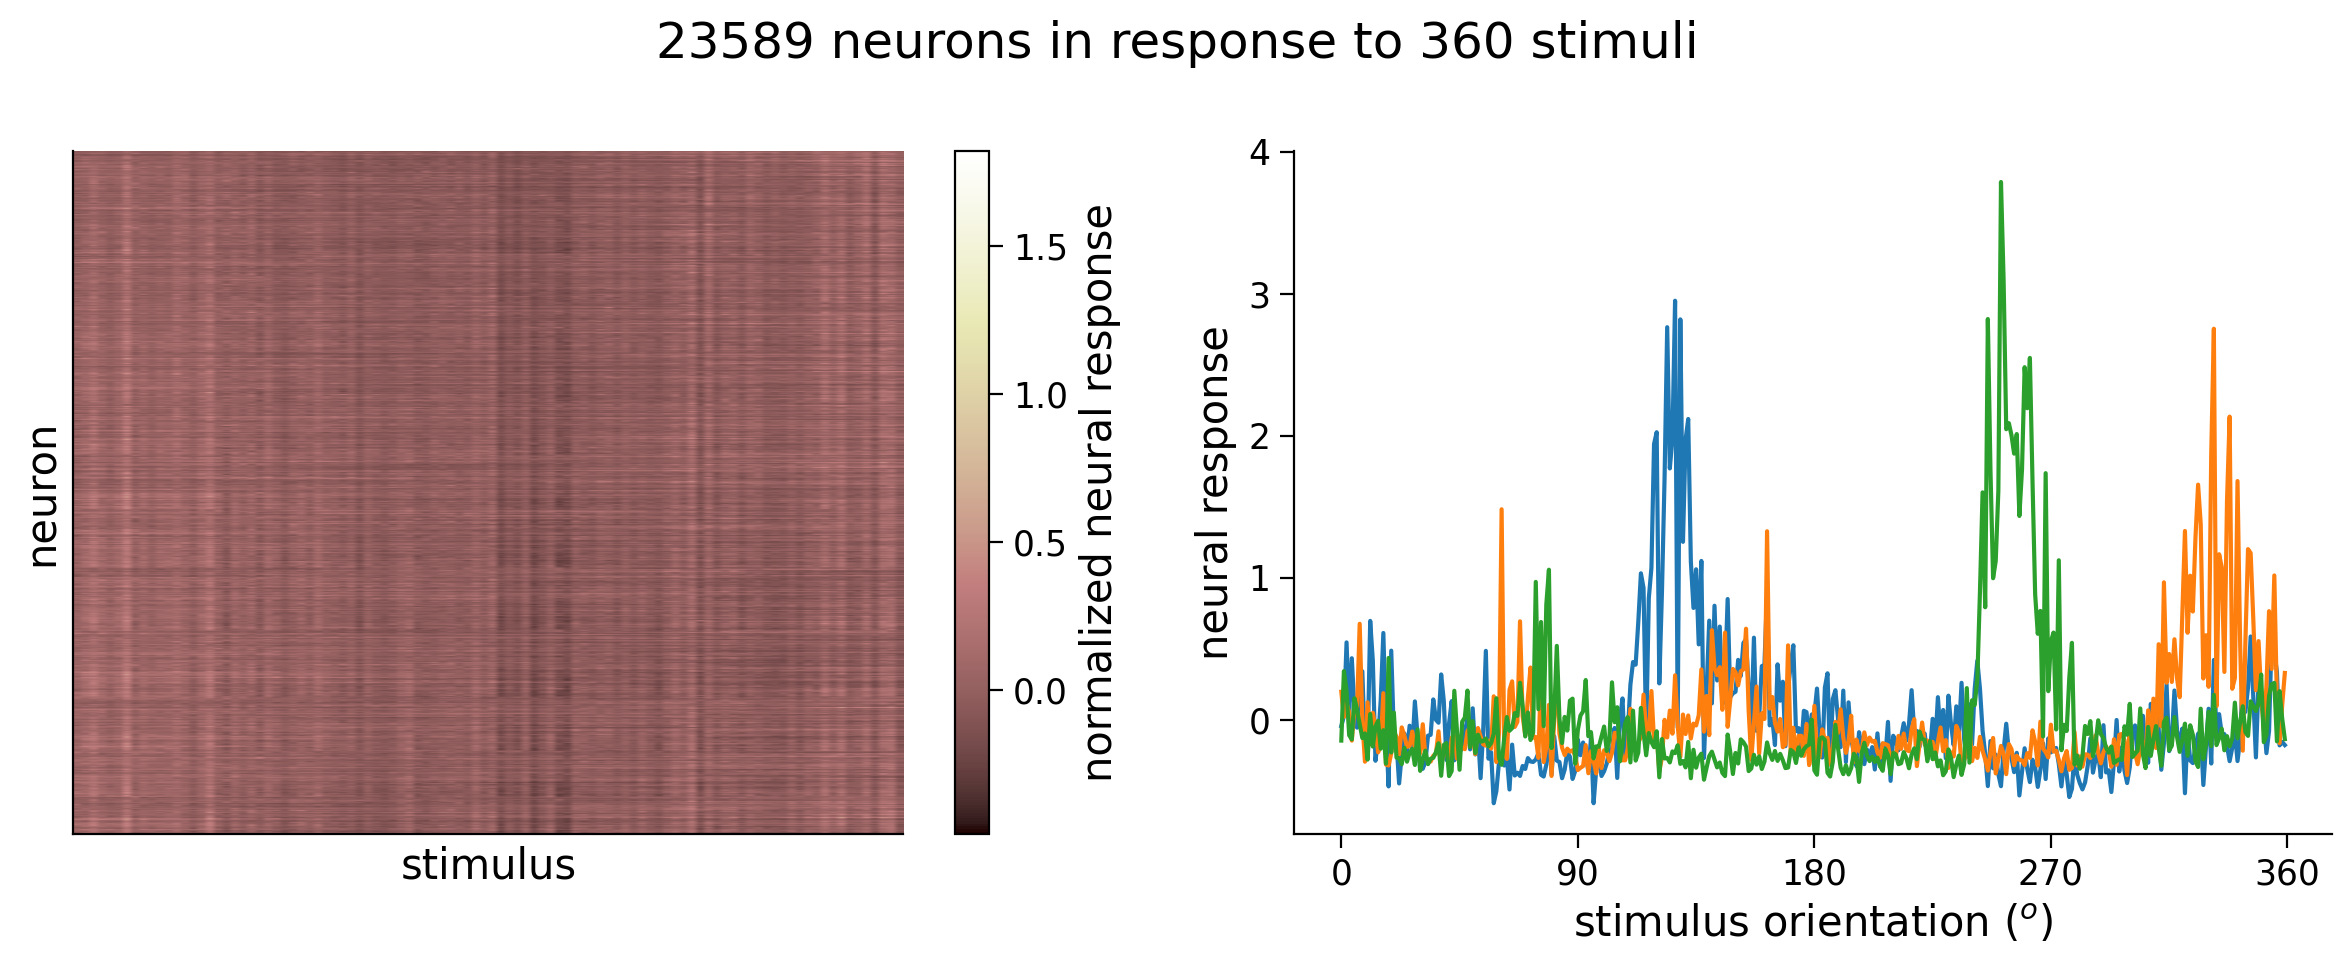 23589 neurons in response to 360 stimuli
neuron
stimulus
1.5
1.0
0.5
0.0
normalized neural response
neural response
4
3
2
1
0
0 90 180 270 360
stimulus orientation (°)